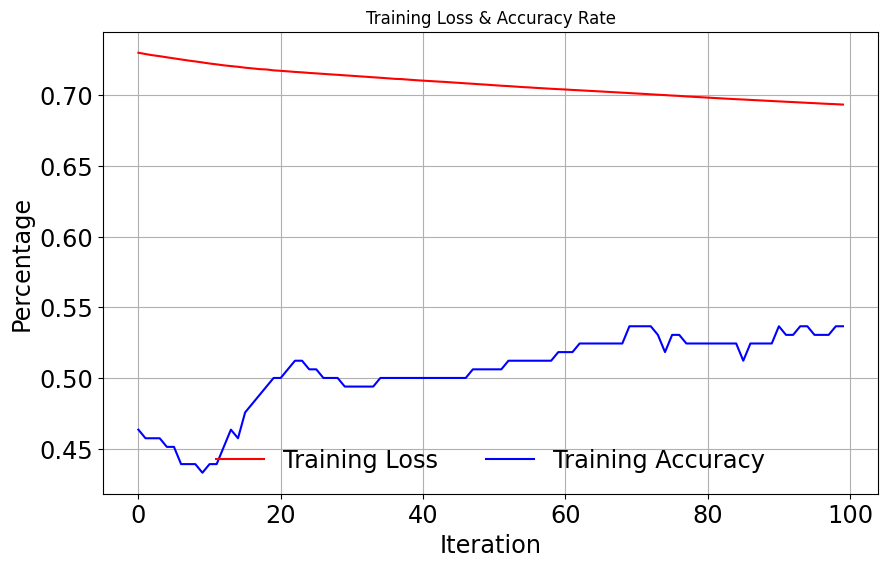 Training Loss & Accuracy Rate
Percentage
0.70
0.65
0.60
0.55
0.50
0.45
Training Loss Training Accuracy
0 20 40 60 80 100
Iteration